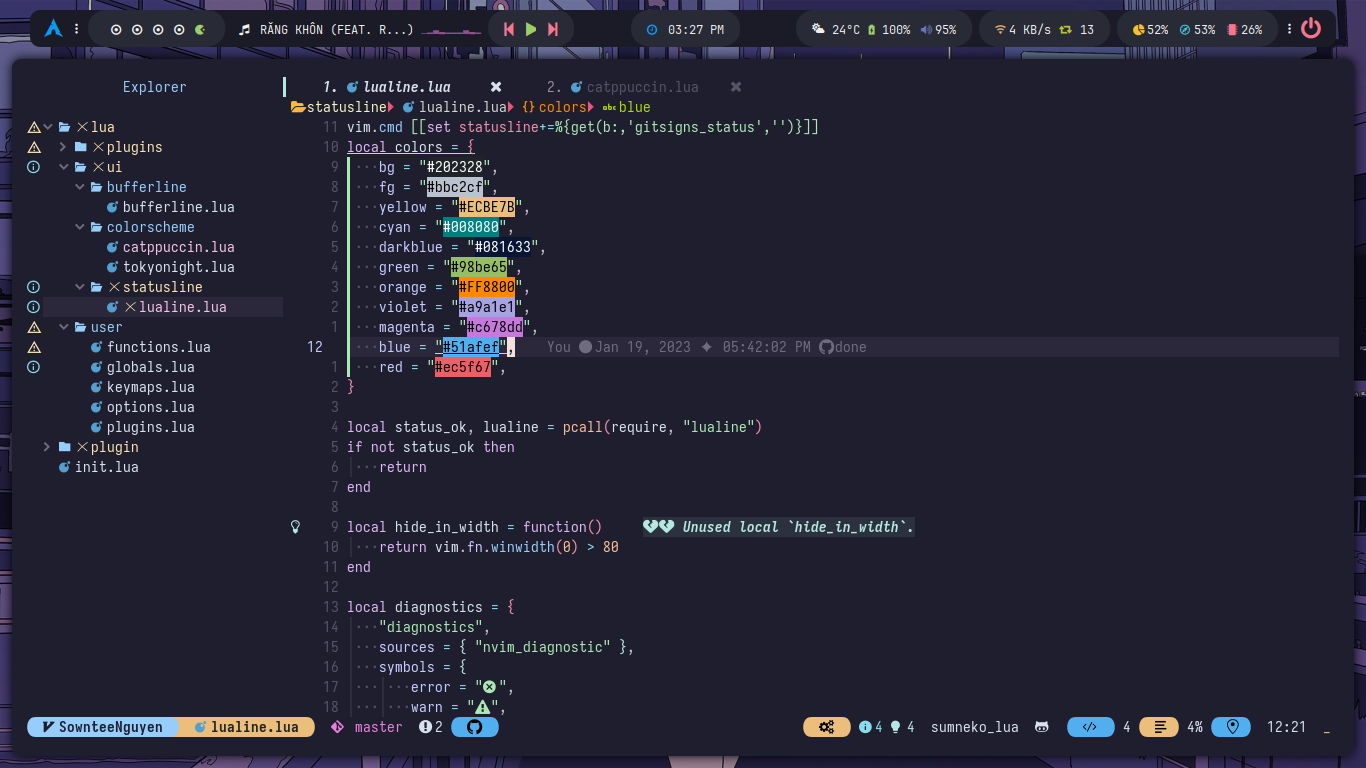 RĂNG KHÔN (FEAT. R...) 03:27 PM 24°C 100% 95% 4 KB/s 13 52% 53% 26%
Explorer 1. lualine.lua 2. catppuccin.lua
statusline lualine.lua {} colors abc blue
lua 11 vim.cmd [[set statusline+=%{get(b:,'gitsigns_status','')}]]
plugins 10 local colors = {
ui 9 ···bg = "#202328",
bufferline 8 ···fg = "#bbc2cf",
bufferline.lua 7 ···yellow = "#ECBE7B",
colorscheme 6 ···cyan = "#008080",
catppuccin.lua 5 ···darkblue = "#081633",
tokyonight.lua 4 ···green = "#98be65",
statusline 3 ···orange = "#FF8800",
lualine.lua 2 ···violet = "#a9a1e1",
user 1 ···magenta = "#c678dd",
functions.lua 12 ···blue = "#51afef", You Jan 19, 2023 ✦ 05:42:02 PM done
globals.lua 1 ···red = "#ec5f67",
keymaps.lua 2 }
options.lua 3
plugins.lua 4 local status_ok, lualine = pcall(require, "lualine")
plugin 5 if not status_ok then
init.lua 6 ···return
7 end
8
9 local hide_in_width = function() Unused local `hide_in_width`.
10 ···return vim.fn.winwidth(0) > 80
11 end
12
13 local diagnostics = {
14 ···"diagnostics",
15 ···sources = { "nvim_diagnostic" },
16 ···symbols = {
17 ······error = "",
18 ······warn = "",
SownteeNguyen lualine.lua master 2 4 4 sumneko_lua </> 4 4% 12:21 _